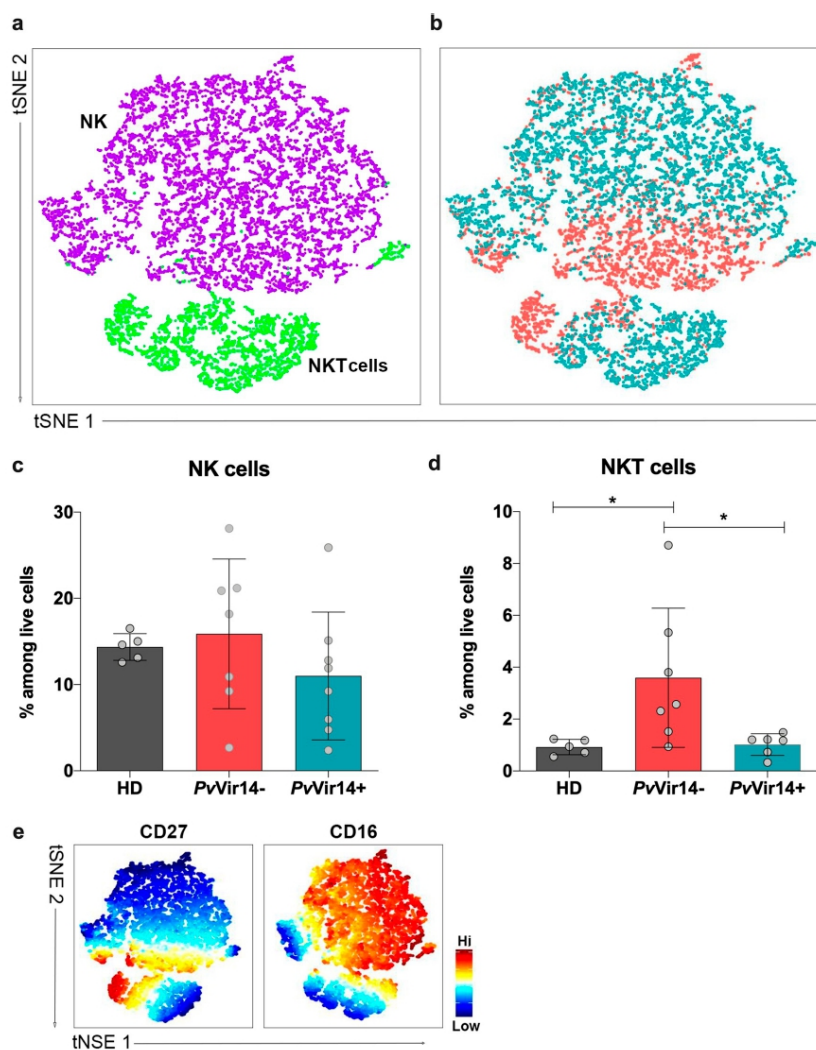 a
b
tSNE 2
NK
NKTcells
tSNE 1
c
NK cells
% among live cells
30
20
10
0
HD
PvVir14-
PvVir14+
d
NKT cells
% among live cells
10
8
6
4
2
0
*
*
HD
PvVir14-
PvVir14+
e
CD27
CD16
tSNE 2
Hi
Low
tNSE 1